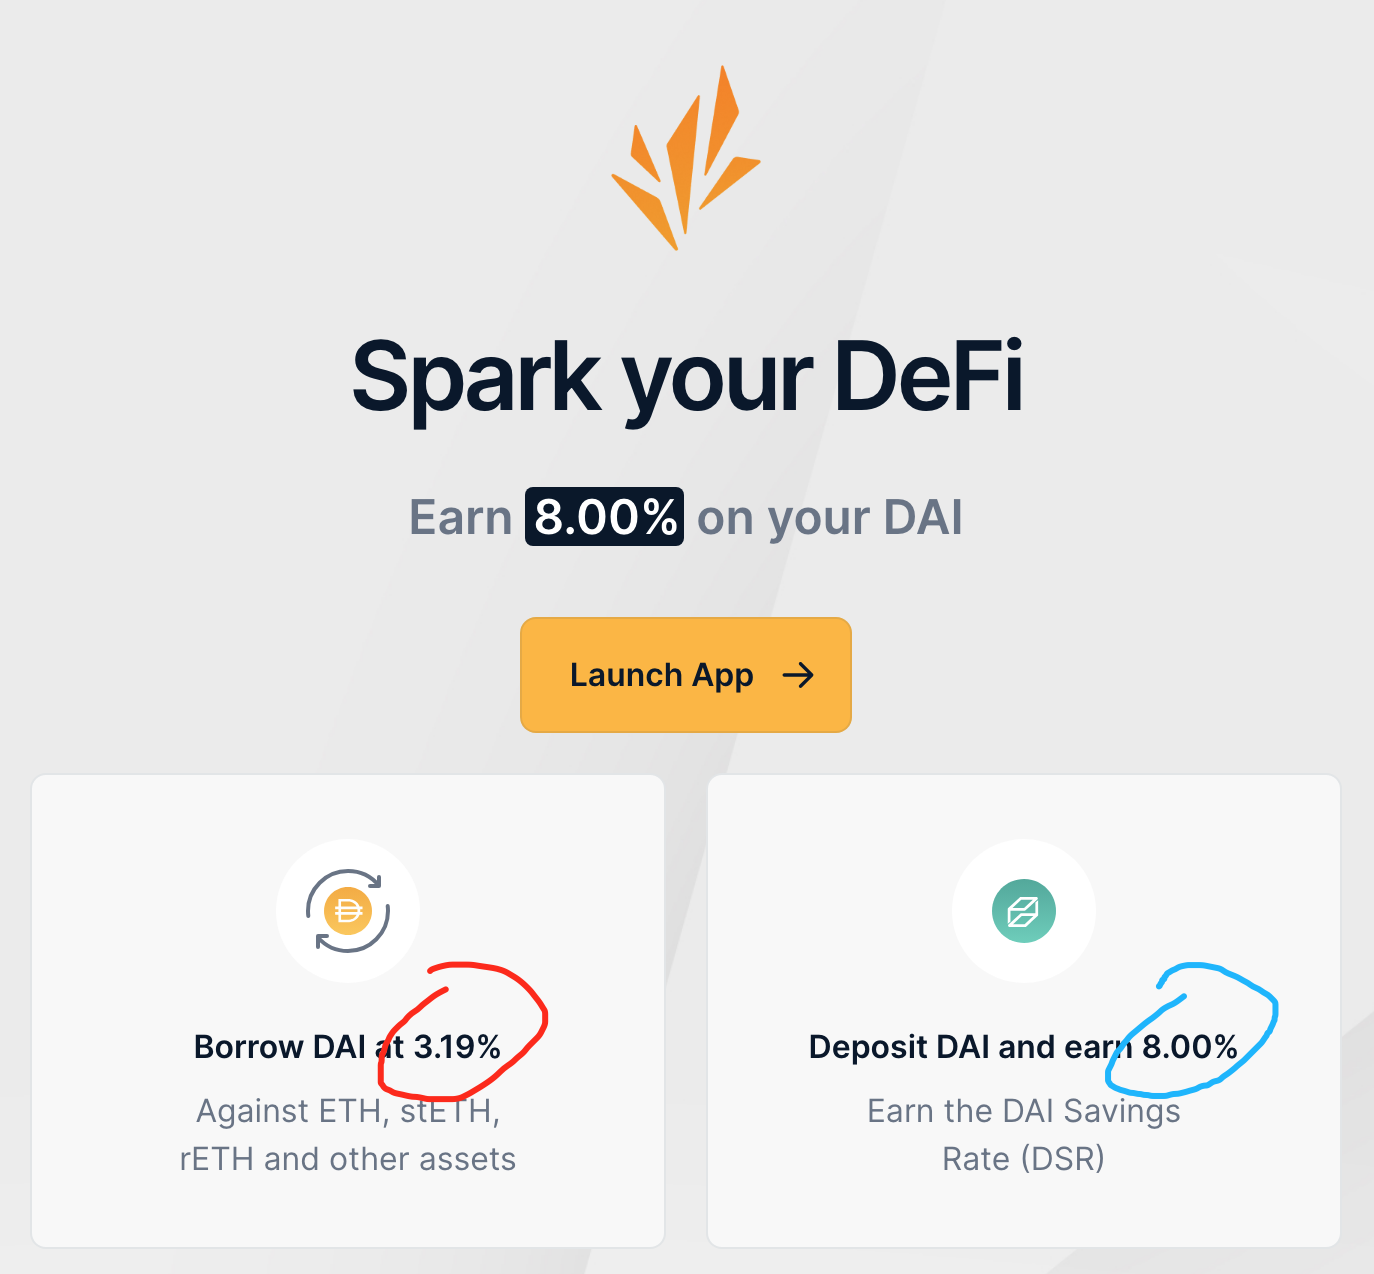 Spark your DeFi
Earn 8.00% on your DAI
Launch App →
Borrow DAI at 3.19%
Against ETH, stETH,
rETH and other assets
Deposit DAI and earn 8.00%
Earn the DAI Savings
Rate (DSR)